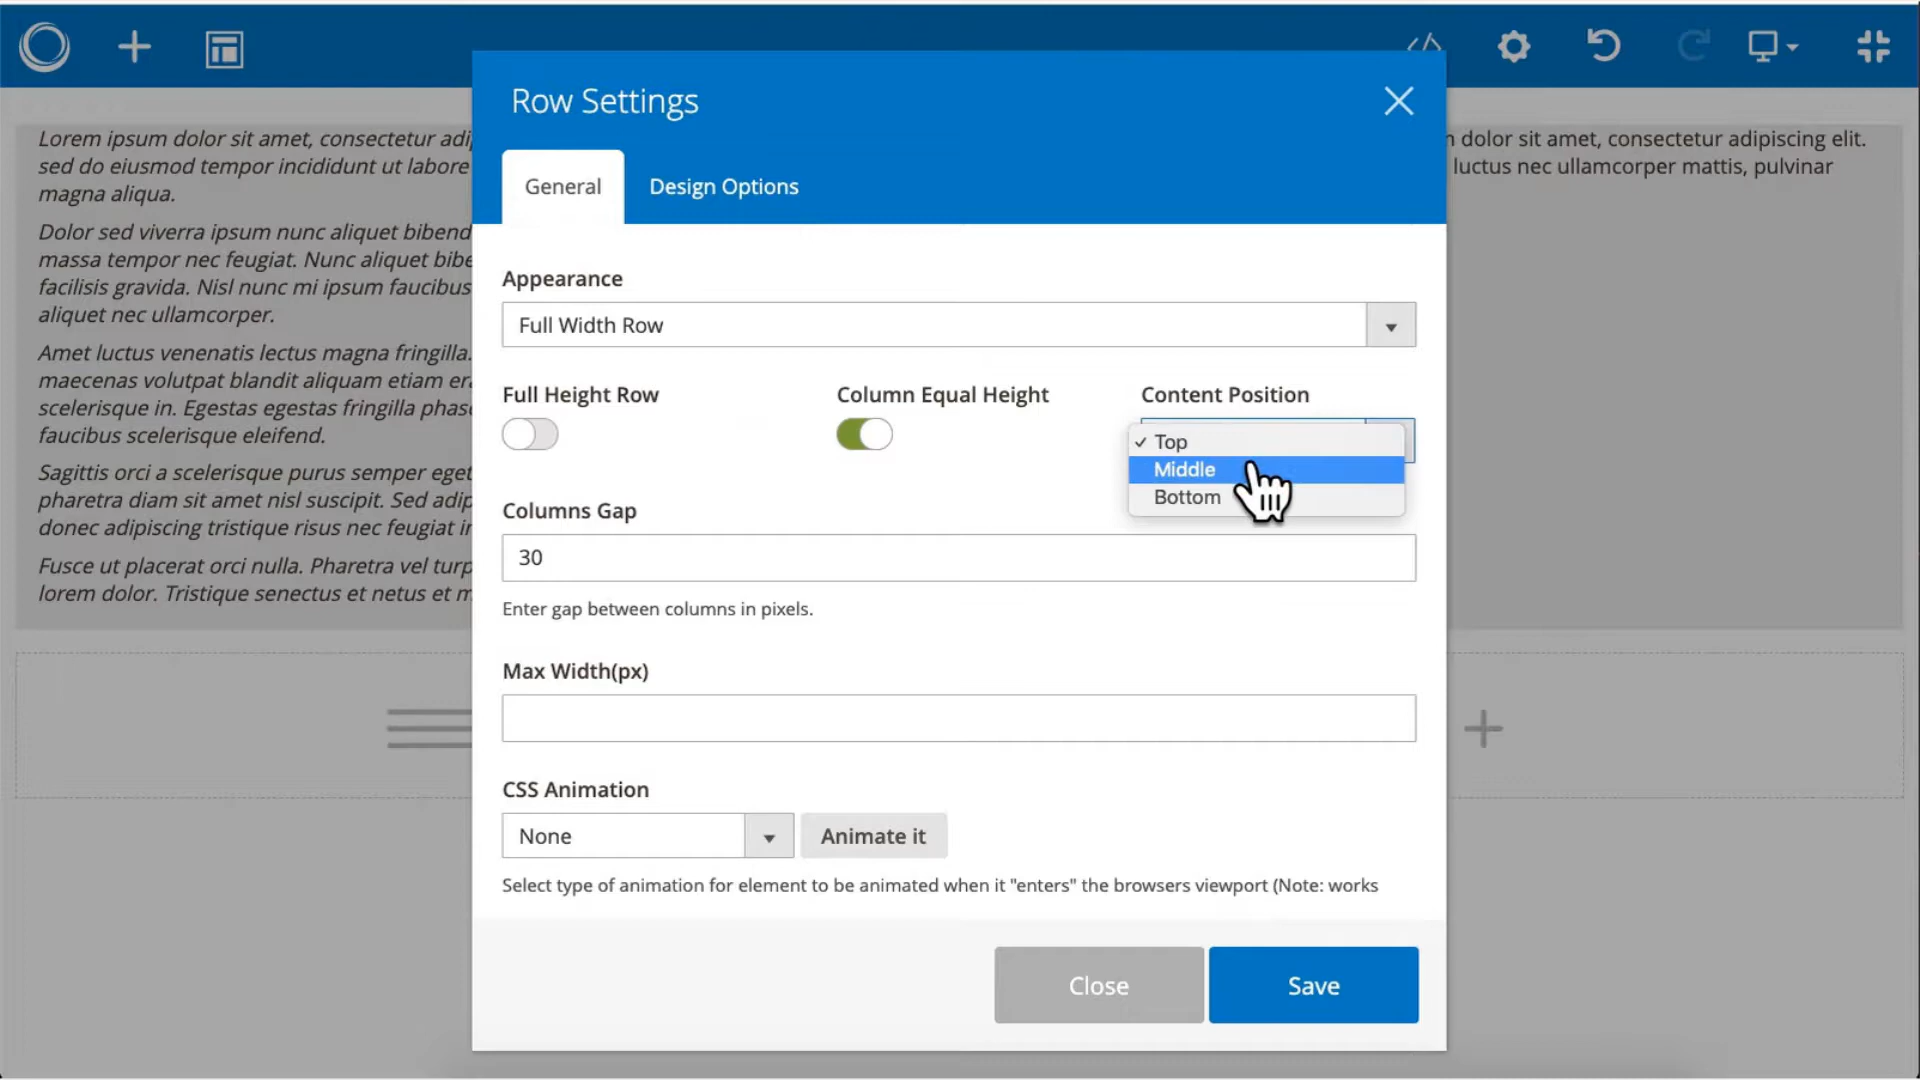 Row Settings
General
Design Options
Lorem ipsum dolor sit amet, consectetur adi
sed do eiusmod tempor incididunt ut labore
magna aliqua.
Dolor sed viverra ipsum nunc aliquet bibend
massa tempor nec feugiat. Nunc aliquet bibe
facilisis gravida. Nisl nunc mi ipsum faucibus
aliquet nec ullamcorper.
Amet luctus venenatis lectus magna fringilla.
maecenas volutpat blandit aliquam etiam er
scelerisque in. Egestas egestas fringilla phas
faucibus scelerisque eleifend.
Sagittis orci a scelerisque purus semper eget
pharetra diam sit amet nisl suscipit. Sed adip
donec adipiscing tristique risus nec feugiat in
Fusce ut placerat orci nulla. Pharetra vel turp
lorem dolor. Tristique senectus et netus et m
dolor sit amet, consectetur adipiscing elit.
luctus nec ullamcorper mattis, pulvinar
Appearance
Full Width Row
Full Height Row
Column Equal Height
Content Position
✓ Top
Middle
Bottom
Columns Gap
30
Enter gap between columns in pixels.
Max Width(px)
CSS Animation
None
Animate it
Select type of animation for element to be animated when it "enters" the browsers viewport (Note: works
Close
Save